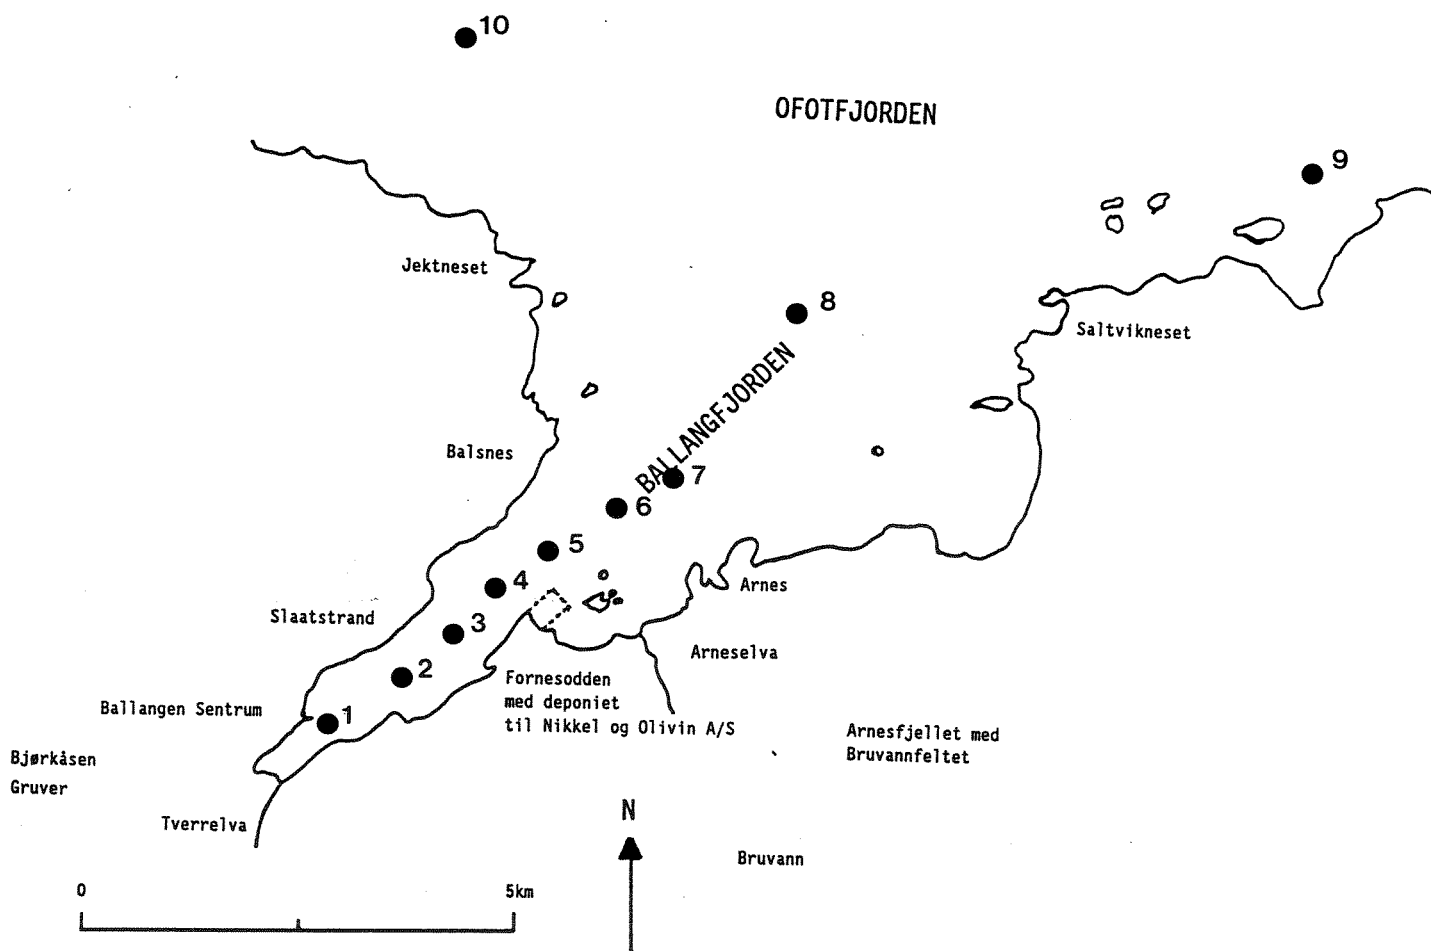 10
OFOTFJORDEN
9
Jektneset
8
Saltvikneset
BALLANGFJORDEN
Balsnes
7
6
5
4
Arnes
Slaatstrand
3
Arneselva
2
Fornesodden
med deponiet
til Nikkel og Olivin A/S
Ballangen Sentrum
1
Arnesfjellet med
Bruvannfeltet
Bjørkåsen
Gruver
Tverrelva
N
Bruvann
0
5km